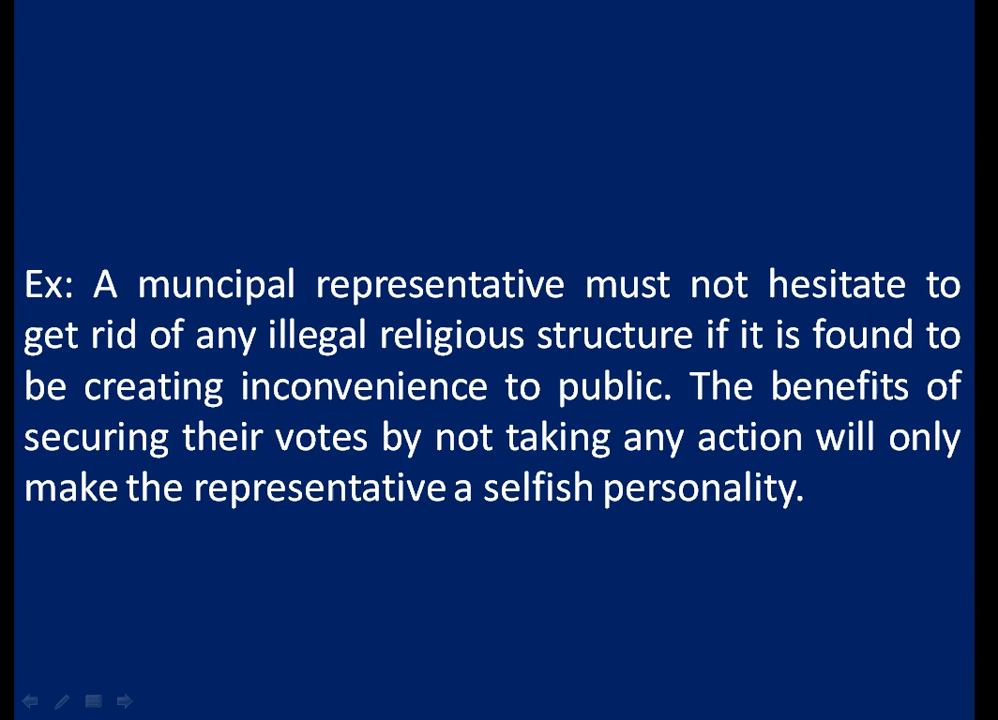 Ex: A muncipal representative must not hesitate to
get rid of any illegal religious structure if it is found to
be creating inconvenience to public. The benefits of
securing their votes by not taking any action will only
make the representative a selfish personality.